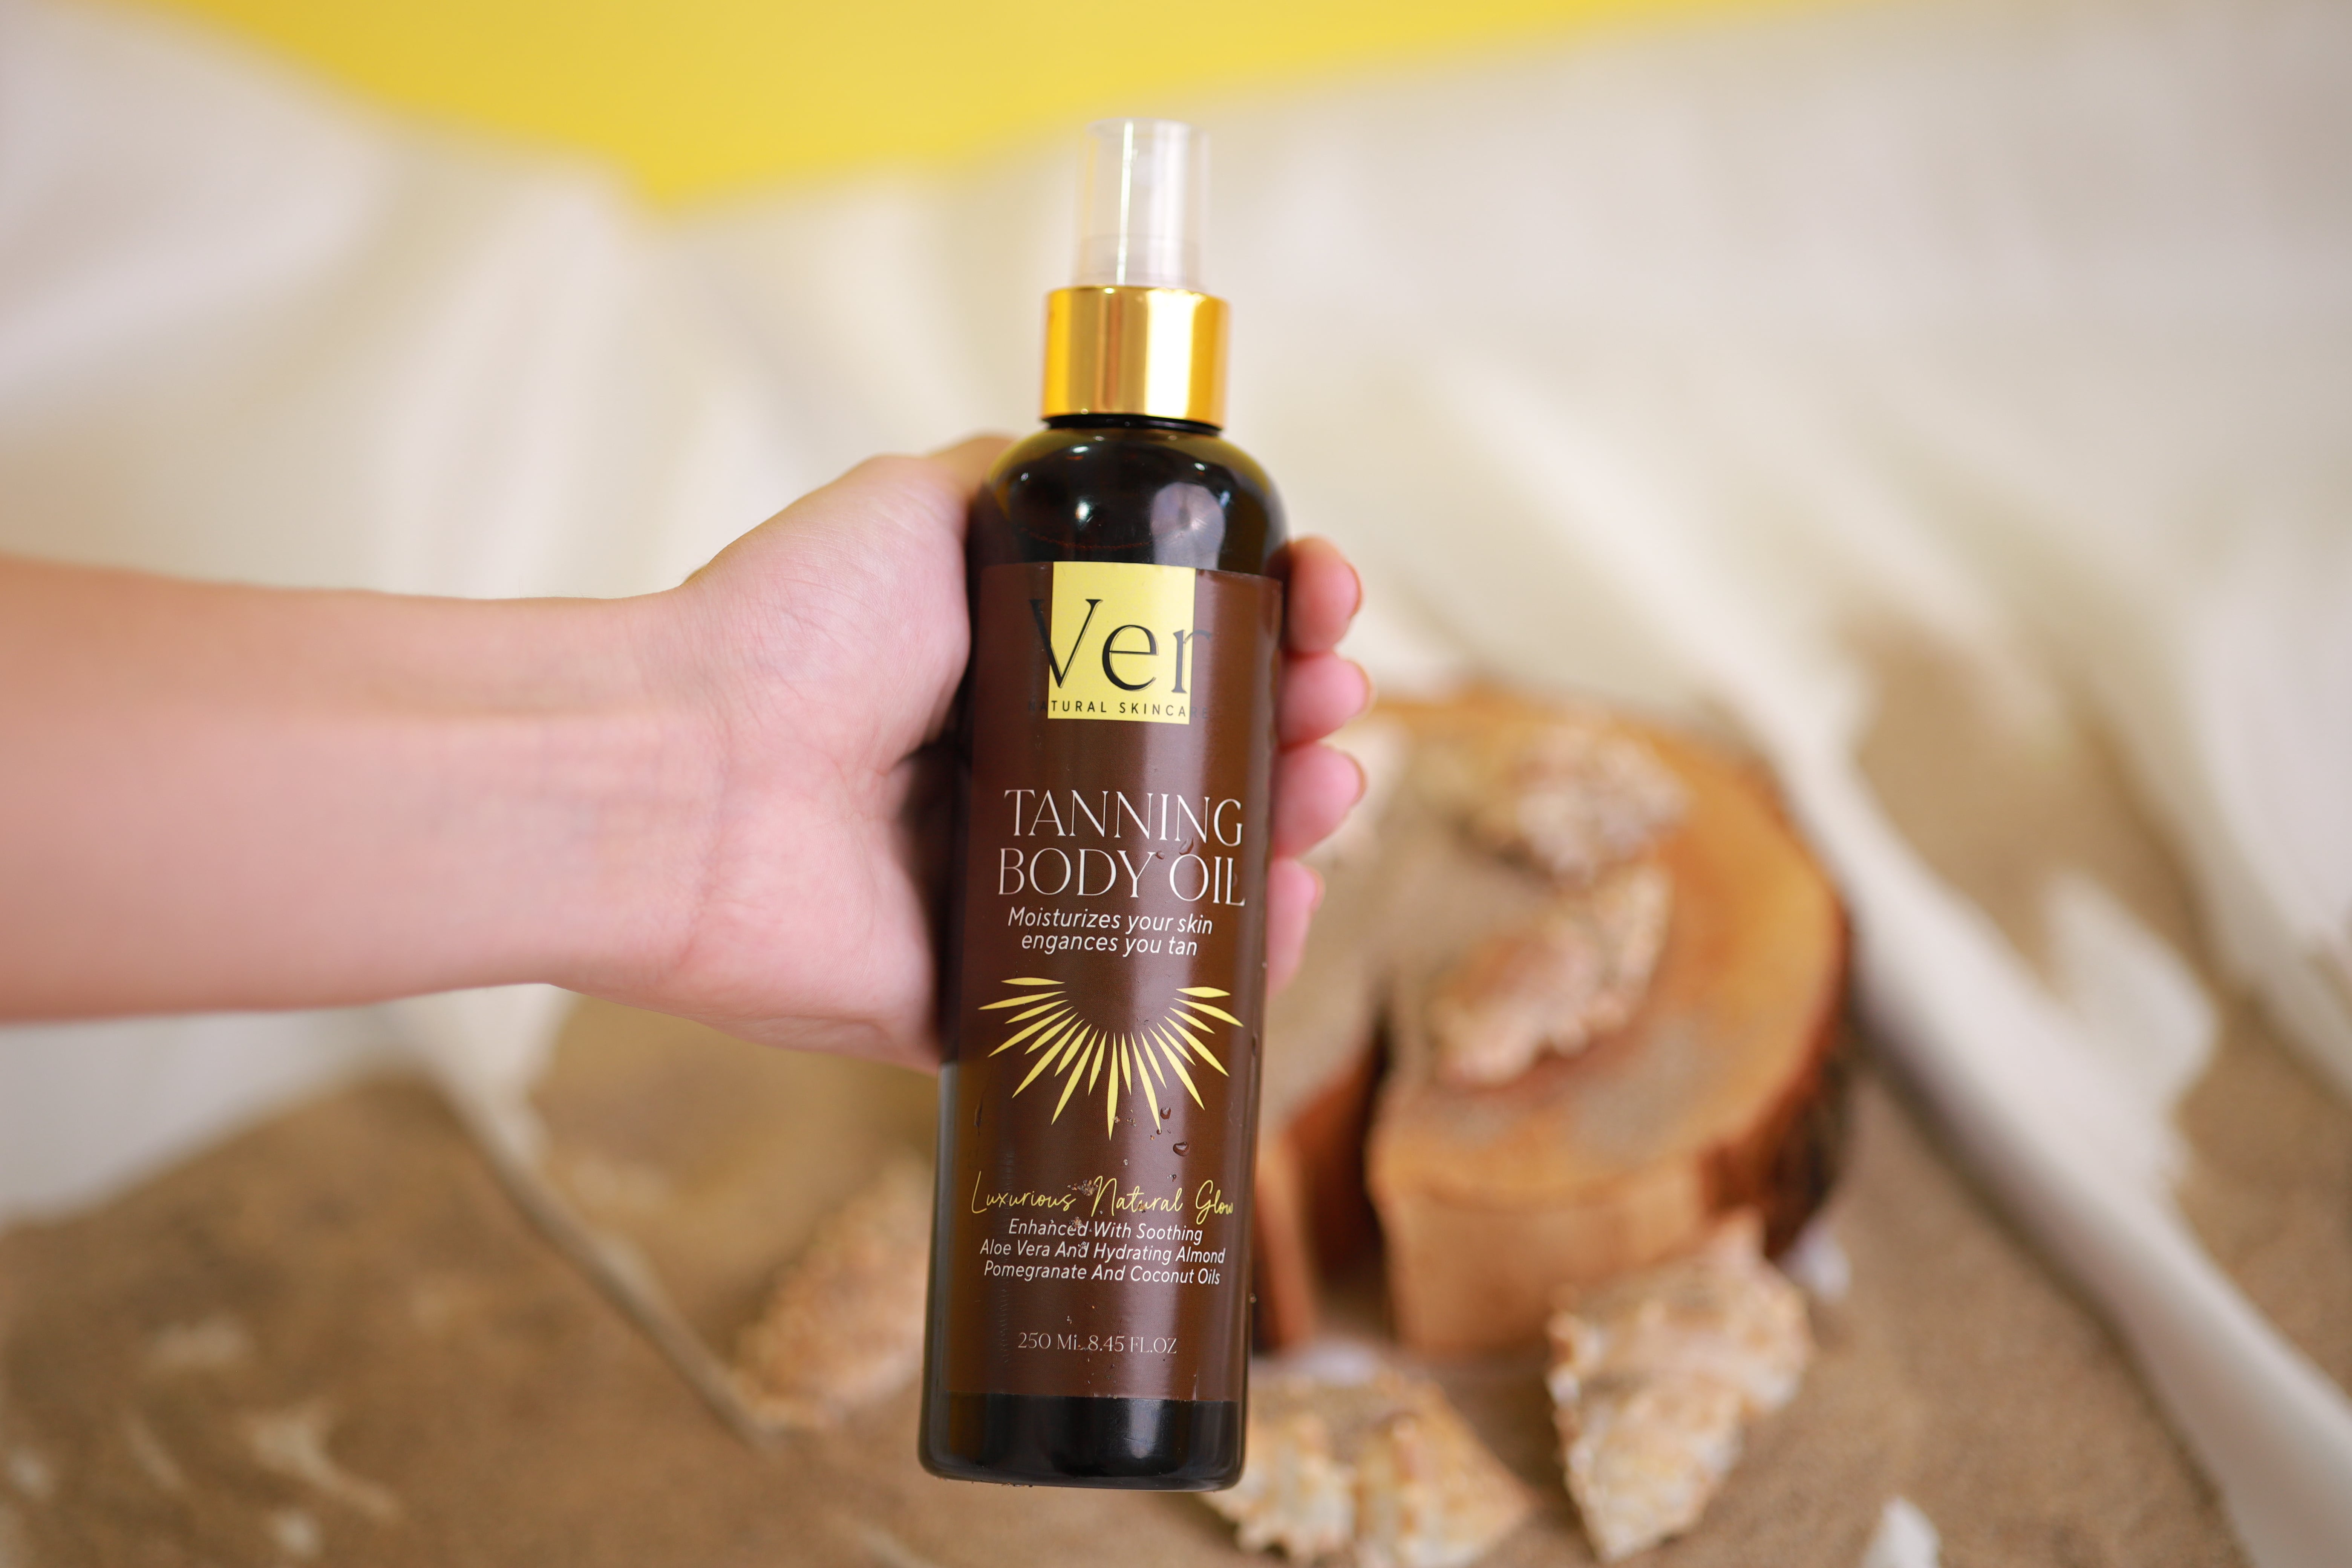 Ver
NATURAL SKINCARE
TANNING
BODY OIL
Moisturizes your skin
engances you tan
Luxurious Natural Glow
Enhanced With Soothing
Aloe Vera And Hydrating Almond
Pomegranate And Coconut Oils
250 ML 8.45 FL.OZ